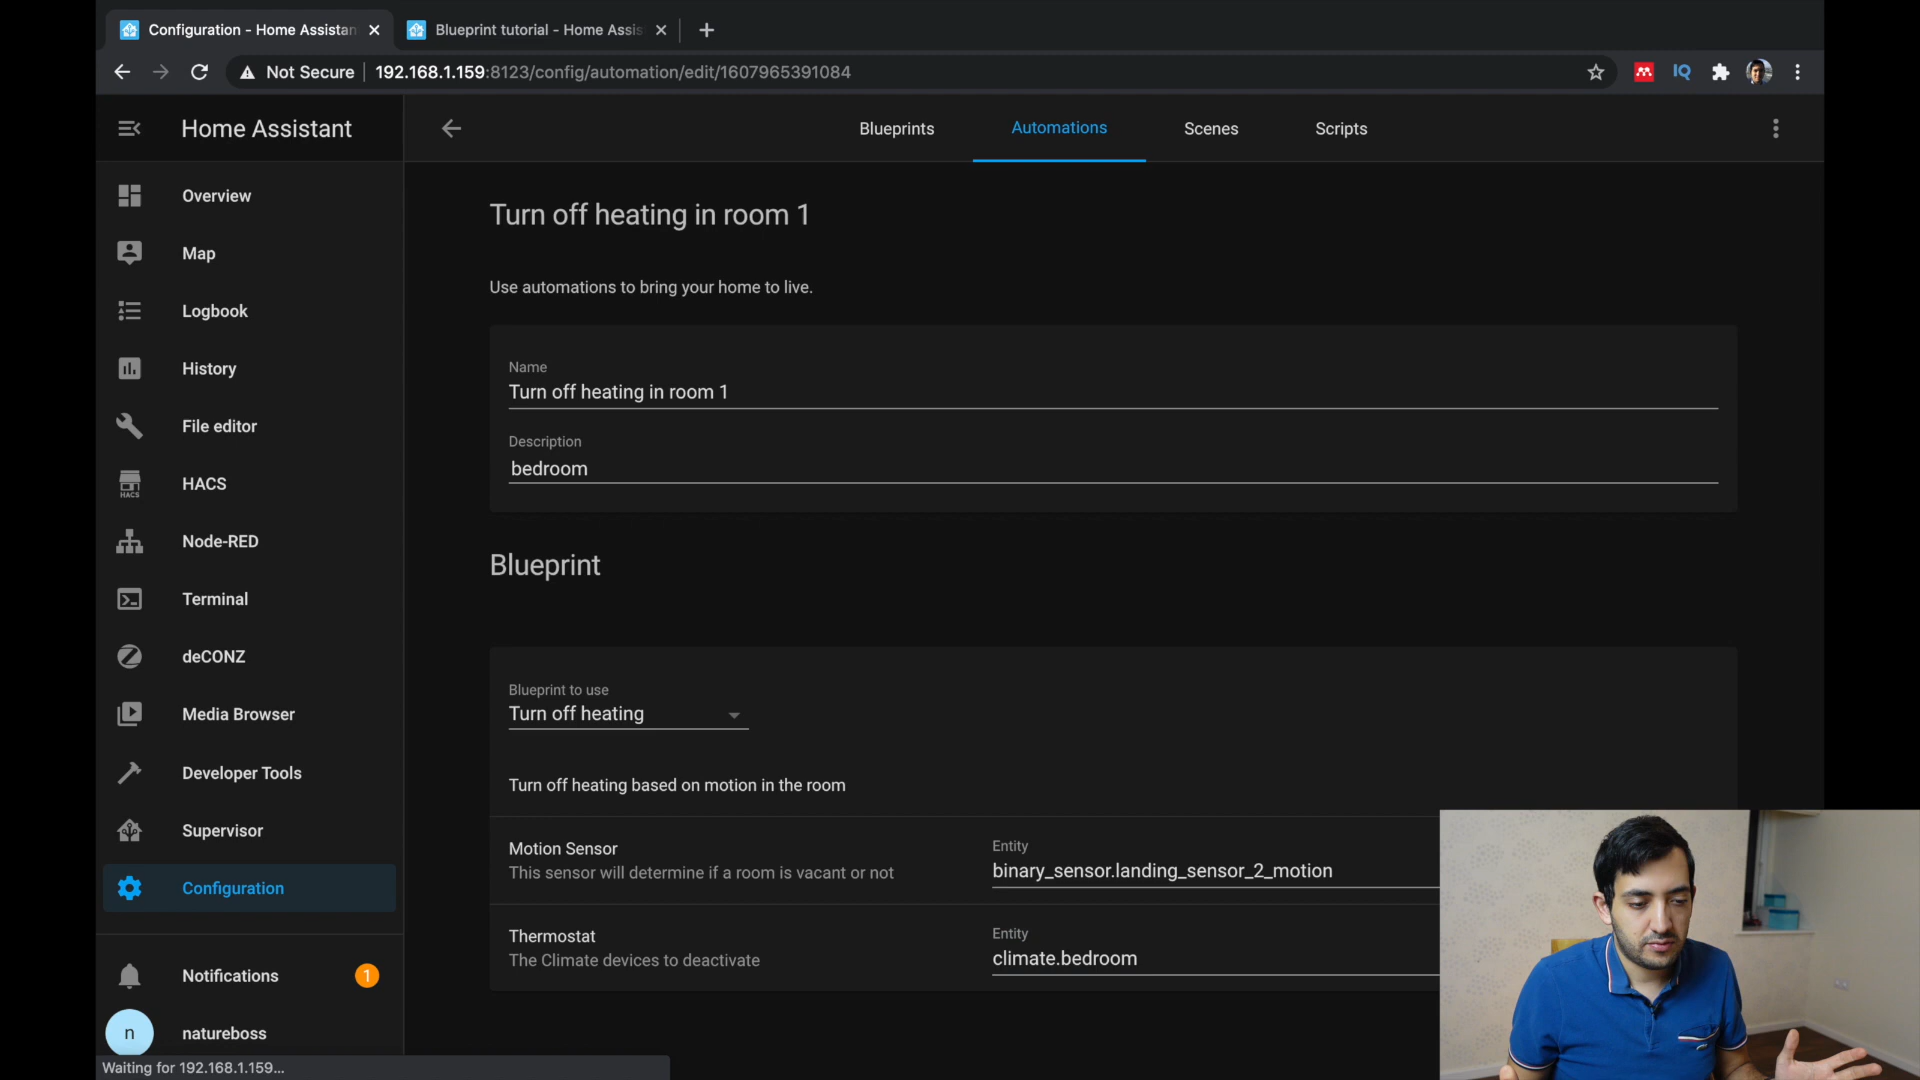 Configuration - Home Assistan
Blueprint tutorial - Home Assis
Not Secure
192.168.1.159:8123/config/automation/edit/1607965391084
IQ
Home Assistant
Blueprints
Automations
Scenes
Scripts
Overview
Map
Logbook
History
File editor
HACS
HACS
Node-RED
Terminal
deCONZ
Media Browser
Developer Tools
Supervisor
Configuration
Notifications
1
n
natureboss
Waiting for 192.168.1.159...
Turn off heating in room 1
Use automations to bring your home to live.
Name
Turn off heating in room 1
Description
bedroom
Blueprint
Blueprint to use
Turn off heating
Turn off heating based on motion in the room
Motion Sensor
This sensor will determine if a room is vacant or not
Entity
binary_sensor.landing_sensor_2_motion
Thermostat
The Climate devices to deactivate
Entity
climate.bedroom